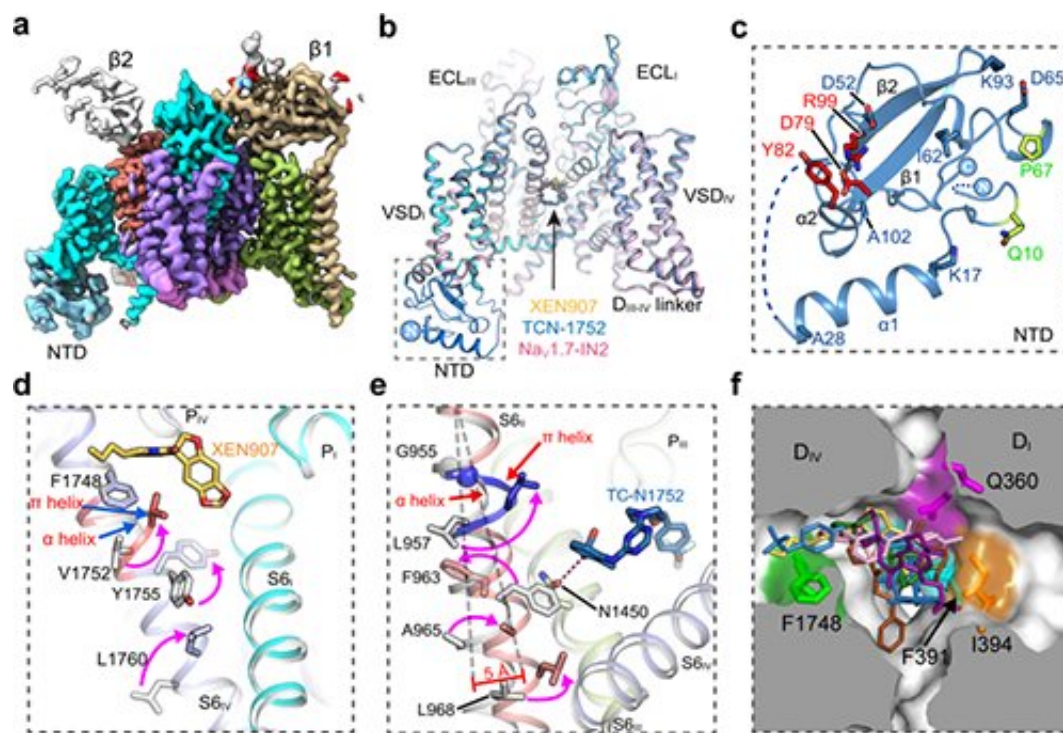 a
β2
β1
NTD
b
ECLIII
ECLI
VSDI
VSDIV
XEN907
TCN-1752
NaV1.7-IN2
DIII-IV linker
N
NTD
c
D52
β2
K93
D65
R99
D79
Y82
I62
P67
β1
N
α2
A102
Q10
K17
α1
A28
NTD
d
PIV
XEN907
PI
F1748
π helix
α helix
V1752
Y1755
S6I
L1760
S6IV
e
S6II
PIII
G955
π helix
α helix
TC-N1752
L957
F963
N1450
A965
S6IV
5 Å
L968
S6III
f
DIV
DI
Q360
F1748
I394
F391